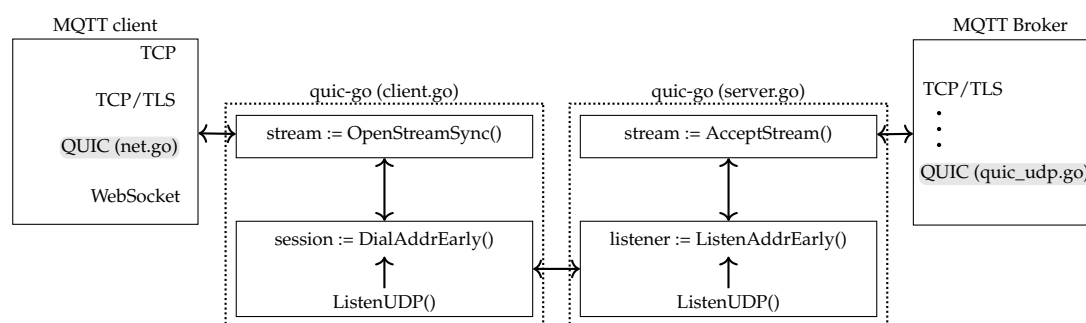 MQTT client
TCP
TCP/TLS
QUIC (net.go)
WebSocket
quic-go (client.go)
stream := OpenStreamSync()
session := DialAddrEarly()
ListenUDP()
quic-go (server.go)
stream := AcceptStream()
listener := ListenAddrEarly()
ListenUDP()
MQTT Broker
TCP/TLS
QUIC (quic_udp.go)